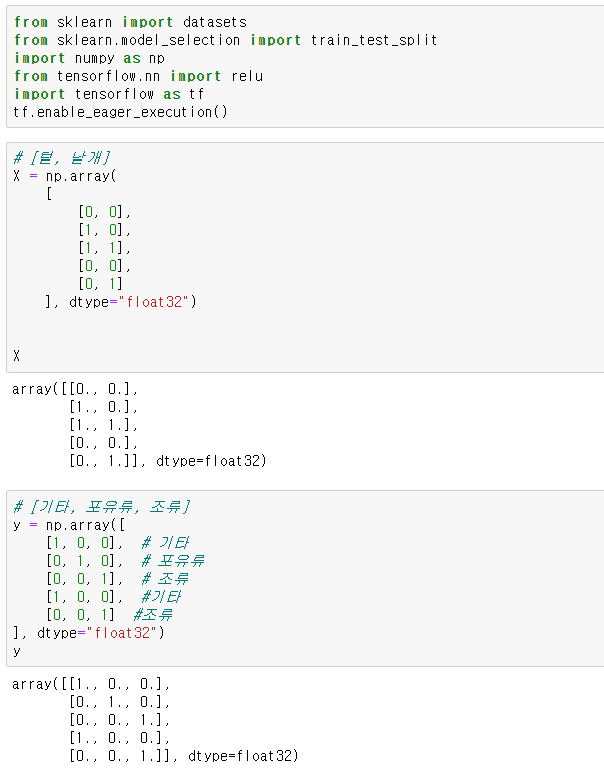 from sklearn import datasets
from sklearn.model_selection import train_test_split
import numpy as np
from tensorflow.nn import relu
import tensorflow as tf
tf.enable_eager_execution()
# [털, 날개]
X = np.array(
    [
        [0, 0],
        [1, 0],
        [1, 1],
        [0, 0],
        [0, 1]
    ], dtype="float32")
X
array([[0., 0.],
       [1., 0.],
       [1., 1.],
       [0., 0.],
       [0., 1.]], dtype=float32)
# [기타, 포유류, 조류]
y = np.array([
    [1, 0, 0],  # 기타
    [0, 1, 0],  # 포유류
    [0, 0, 1],  # 조류
    [1, 0, 0],  #기타
    [0, 0, 1]  #조류
], dtype="float32")
y
array([[1., 0., 0.],
       [0., 1., 0.],
       [0., 0., 1.],
       [1., 0., 0.],
       [0., 0., 1.]], dtype=float32)